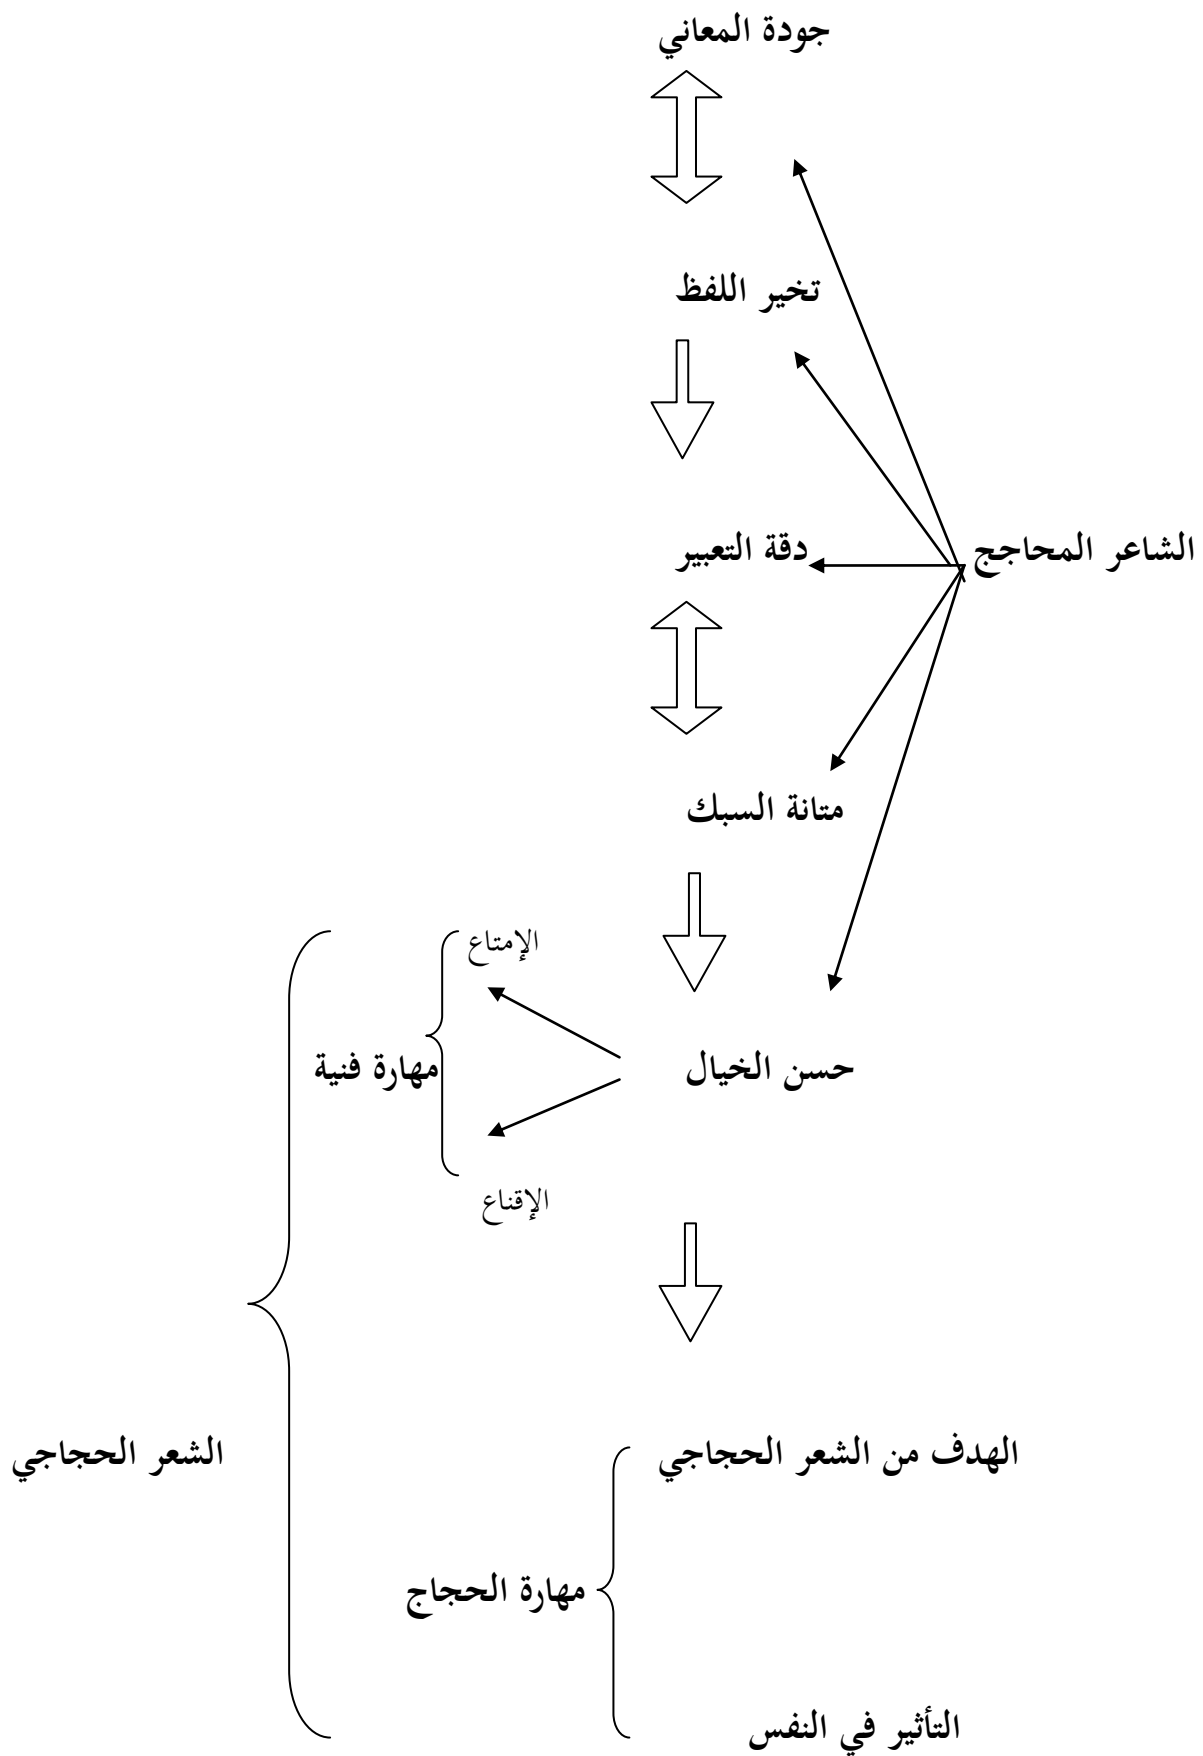 جودة المعاني
تخير اللفظ
دقة التعبير
الشاعر المحاجج
متانة السبك
الإمتاع
حسن الخيال
مهارة فنية
الإقناع
الهدف من الشعر الحجاجي
الشعر الحجاجي
مهارة الحجاج
التأثير في النفس